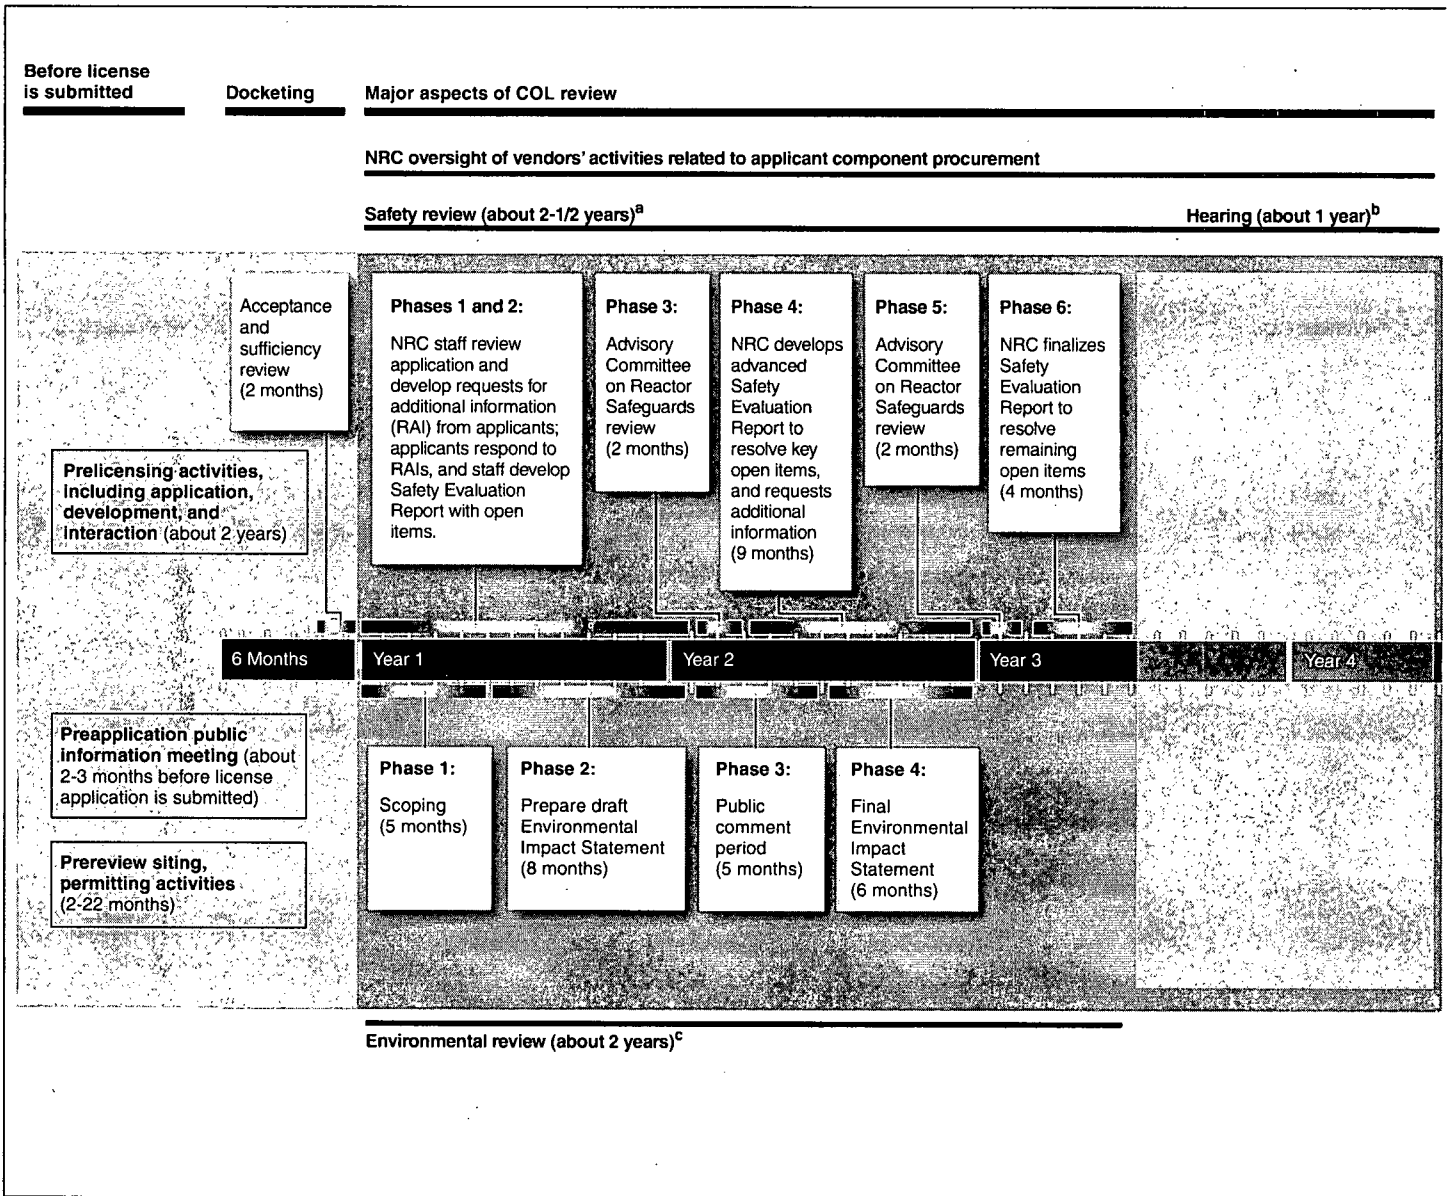 Before license
is submitted
Docketing
Major aspects of COL review
NRC oversight of vendors' activities related to applicant component procurement
Safety review (about 2-1/2 years)a
Hearing (about 1 year)b
Acceptance
and
sufficiency
review
(2 months)
Phases 1 and 2:
NRC staff review
application and
develop requests for
additional information
(RAI) from applicants;
applicants respond to
RAIs, and staff develop
Safety Evaluation
Report with open
items.
Phase 3:
Advisory
Committee
on Reactor
Safeguards
review
(2 months)
Phase 4:
NRC develops
advanced
Safety
Evaluation
Report to
resolve key
open items,
and requests
additional
information
(9 months)
Phase 5:
Advisory
Committee
on Reactor
Safeguards
review
(2 months)
Phase 6:
NRC finalizes
Safety
Evaluation
Report to
resolve
remaining
open items
(4 months)
Prelicensing activities,
including application,
development, and
interaction (about 2 years)
6 Months
Year 1
Year 2
Year 3
Year 4
Preapplication public
information meeting (about
2-3 months before license
application is submitted)
Prereview siting,
permitting activities
(2-22 months)
Phase 1:
Scoping
(5 months)
Phase 2:
Prepare draft
Environmental
Impact Statement
(8 months)
Phase 3:
Public
comment
period
(5 months)
Phase 4:
Final
Environmental
Impact
Statement
(6 months)
Environmental review (about 2 years)c